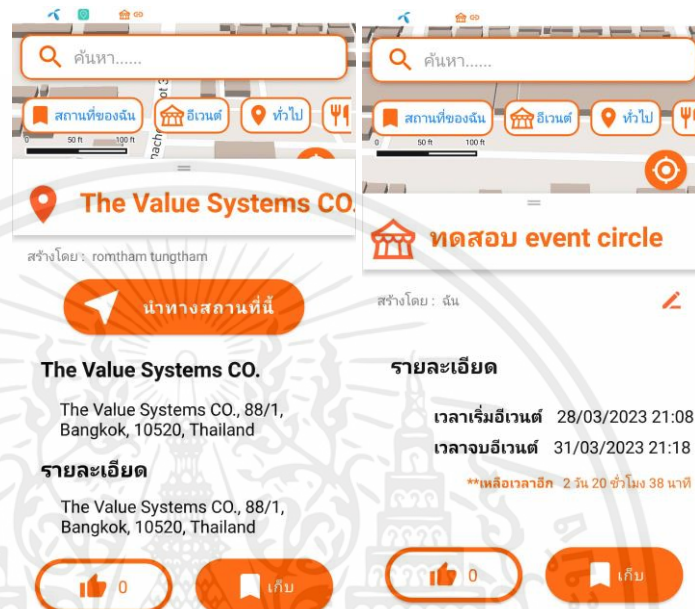 ค้นหา......
สถานที่ของฉัน
อีเวนต์
ทั่วไป
0 50 ft 100 ft
The Value Systems CO.
สร้างโดย : romtham tungtham
นำทางสถานที่นี้
The Value Systems CO.
The Value Systems CO., 88/1,
Bangkok, 10520, Thailand
รายละเอียด
The Value Systems CO., 88/1,
Bangkok, 10520, Thailand
0
เก็บ
ค้นหา......
สถานที่ของฉัน
อีเวนต์
ทั่วไป
0 50 ft 100 ft
ทดสอบ event circle
สร้างโดย : ฉัน
รายละเอียด
เวลาเริ่มอีเวนต์ 28/03/2023 21:08
เวลาจบอีเวนต์ 31/03/2023 21:18
**เหลือเวลาอีก 2 วัน 20 ชั่วโมง 38 นาที
0
เก็บ